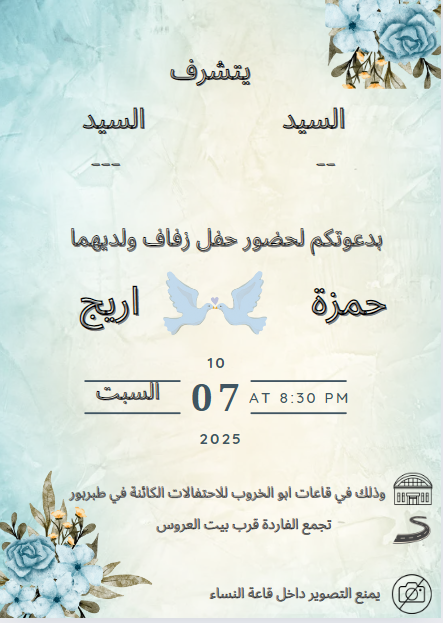 يتشرف
السيد السيد
-- ---
بدعوتكم لحضور حفل زفاف ولديهما
حمزة اريج
10
السبت 07 AT 8:30 PM
2025
وذلك في قاعات ابو الخروب للاحتفالات الكائنة في طبربور
تجمع الفاردة قرب بيت العروس
يمنع التصوير داخل قاعة النساء